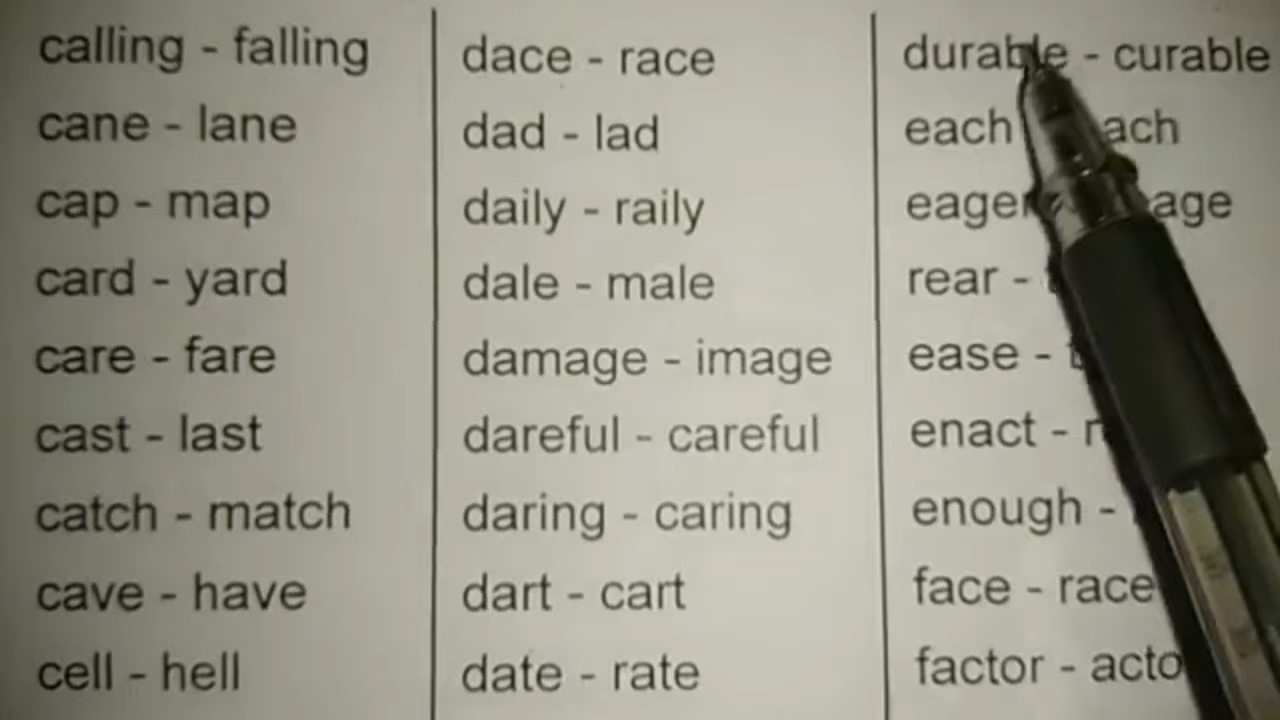 calling - falling
cane - lane
cap - map
card - yard
care - fare
cast - last
catch - match
cave - have
cell - hell
dace - race
dad - lad
daily - raily
dale - male
damage - image
dareful - careful
daring - caring
dart - cart
date - rate
durable - curable
each
eager
rear -
ease -
enact -
enough -
face - race
factor -